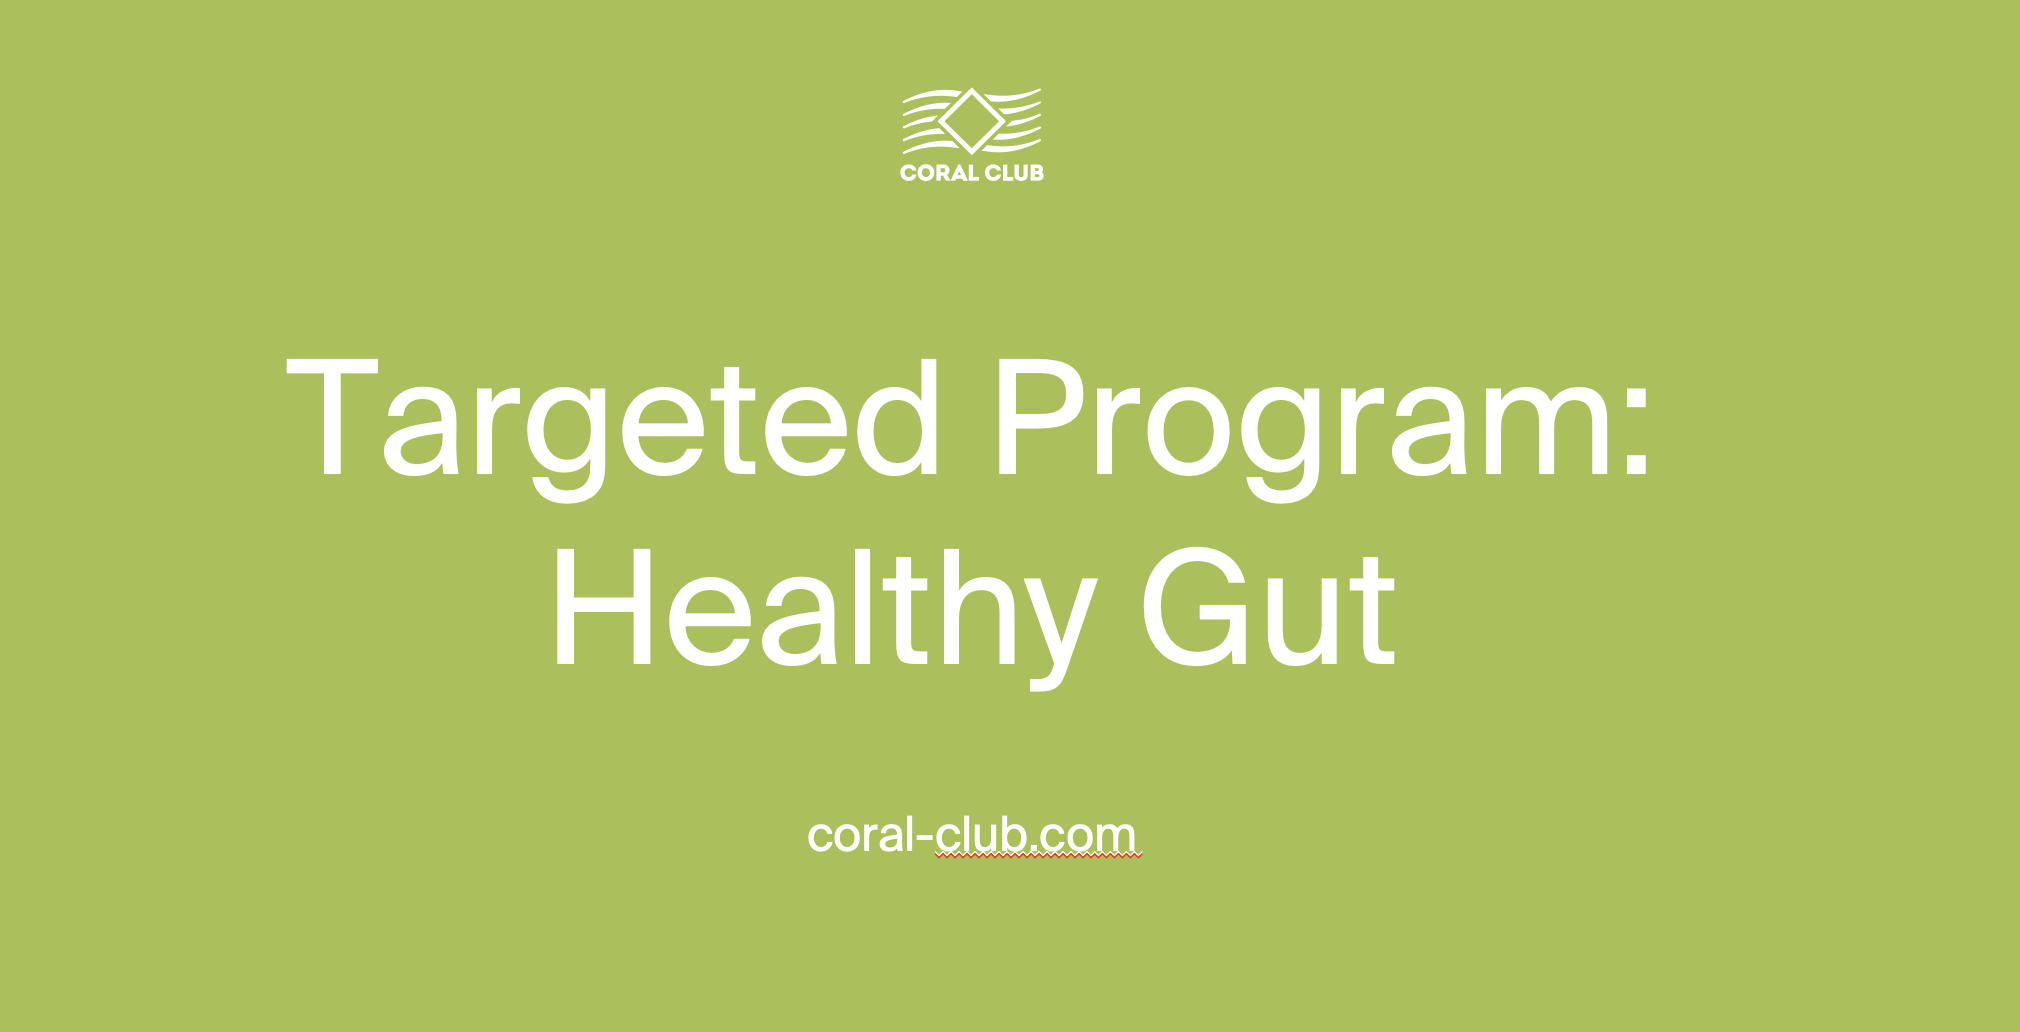 CORAL CLUB
Targeted Program:
Healthy Gut
coral-club.com